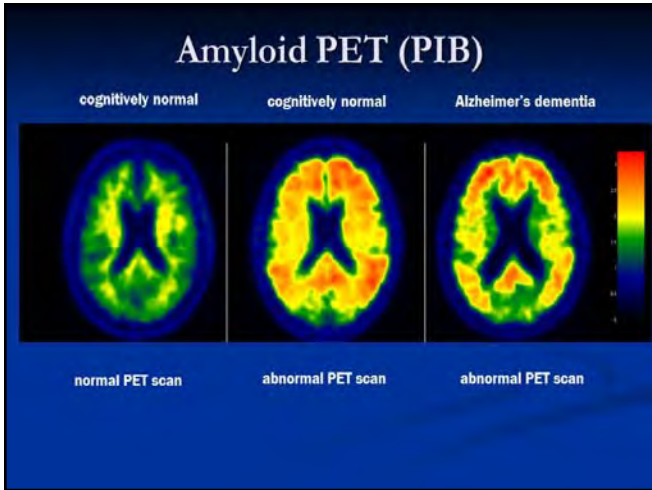 Amyloid PET (PIB)
cognitively normal
cognitively normal
Alzheimer's dementia
normal PET scan
abnormal PET scan
abnormal PET scan